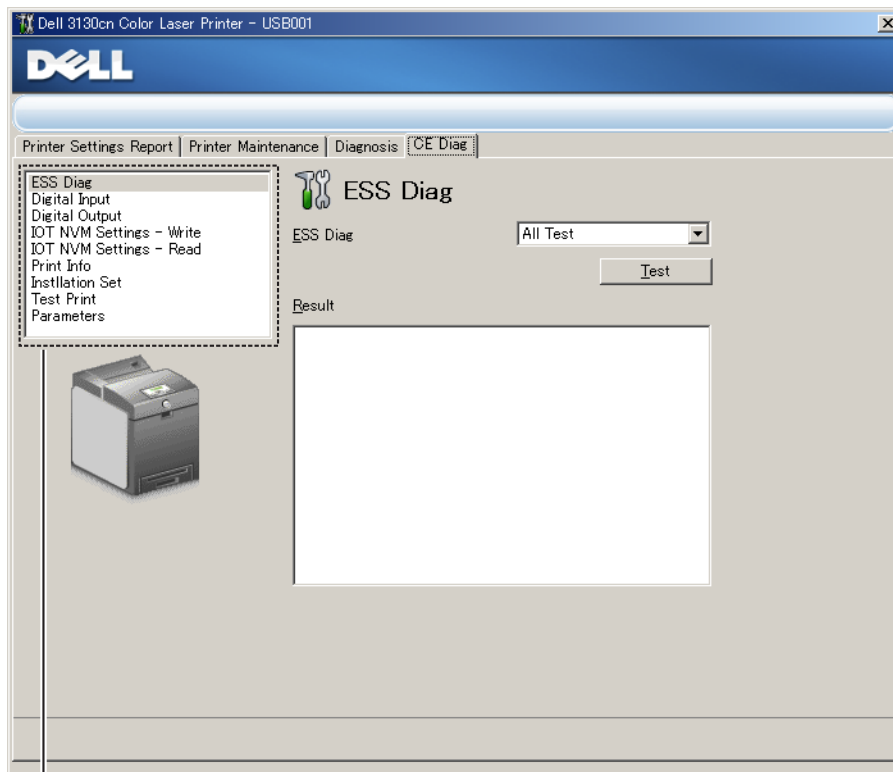 Dell 3130cn Color Laser Printer - USB001
DELL
Printer Settings Report
Printer Maintenance
Diagnosis
CE Diag
ESS Diag
Digital Input
Digital Output
IOT NVM Settings - Write
IOT NVM Settings - Read
Print Info
Instllation Set
Test Print
Parameters
ESS Diag
ESS Diag
All Test
Test
Result